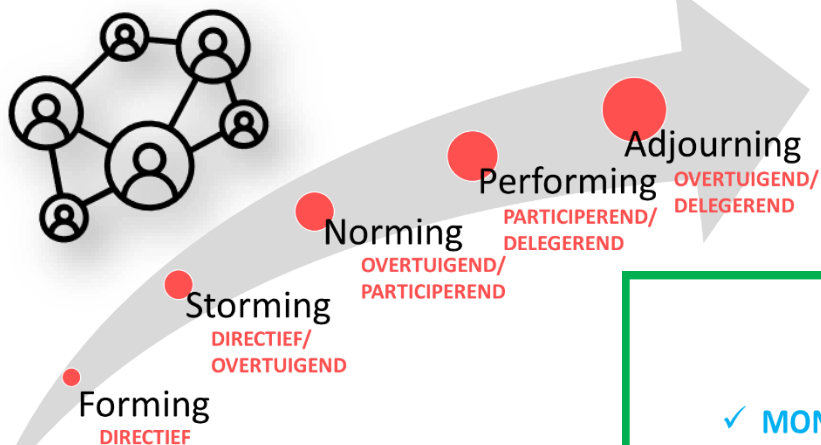 Adjourning
OVERTUIGEND/
DELEGEREND
Performing
PARTICIPEREND/
DELEGEREND
Norming
OVERTUIGEND/
PARTICIPEREND
Storming
DIRECTIEF/
OVERTUIGEND
Forming
DIRECTIEF
✓